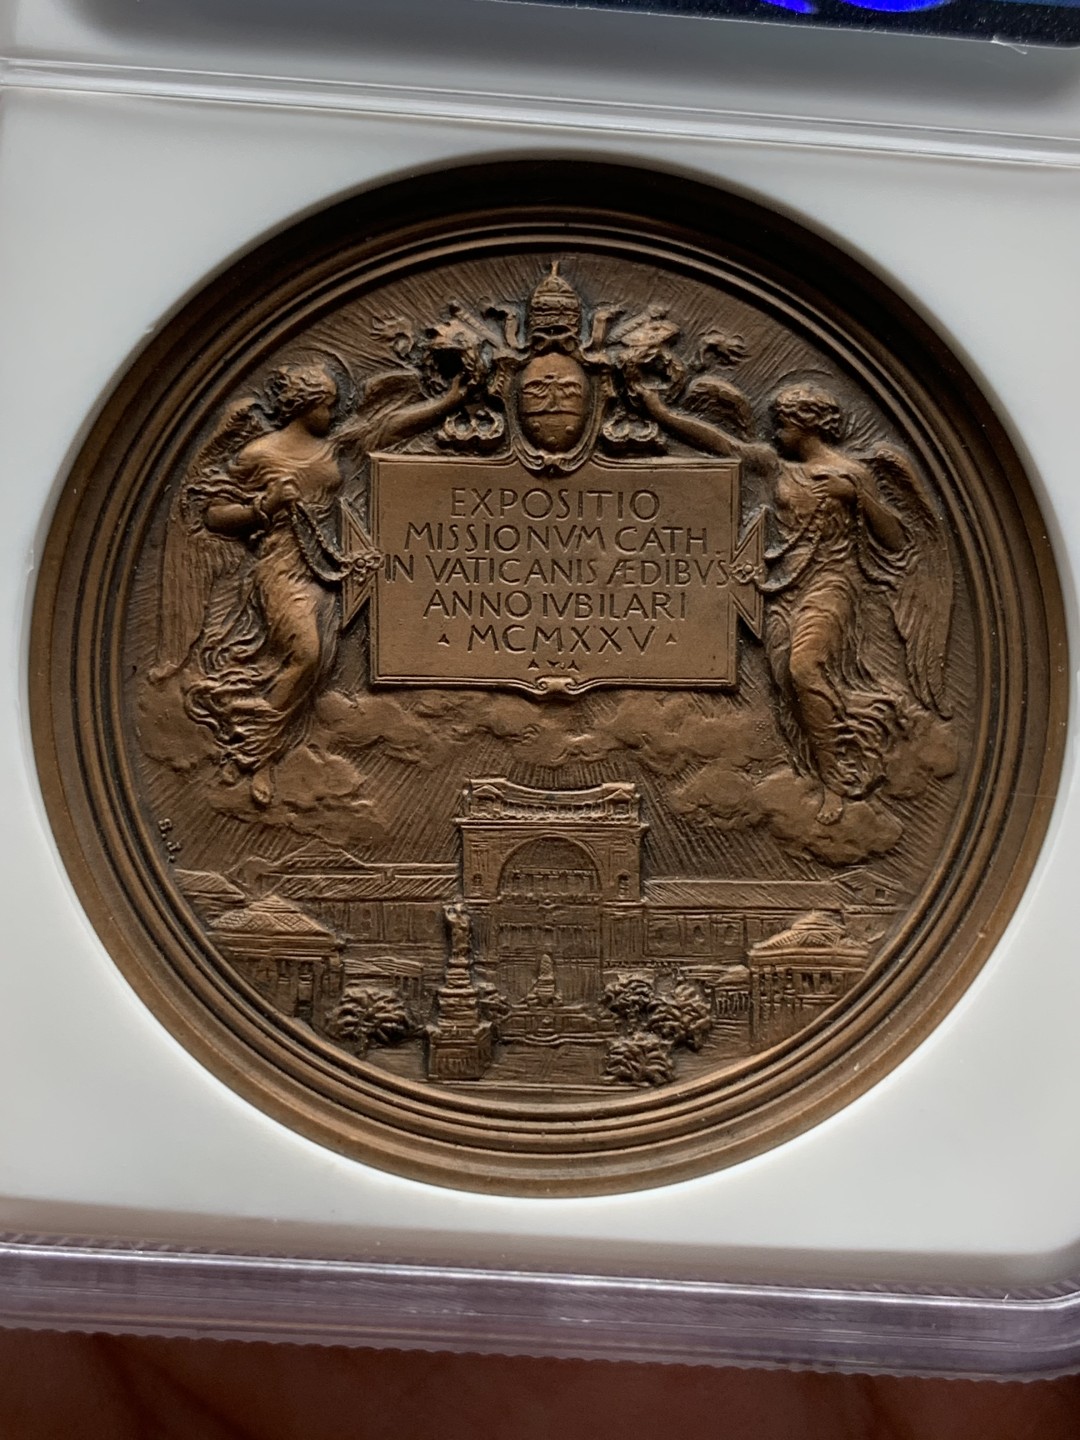 EXPOSITIO
MISSIONVM CATH.
IN VATICANIS ÆDIBVS
ANNO IVBILARI
MCMXXV
S.J.